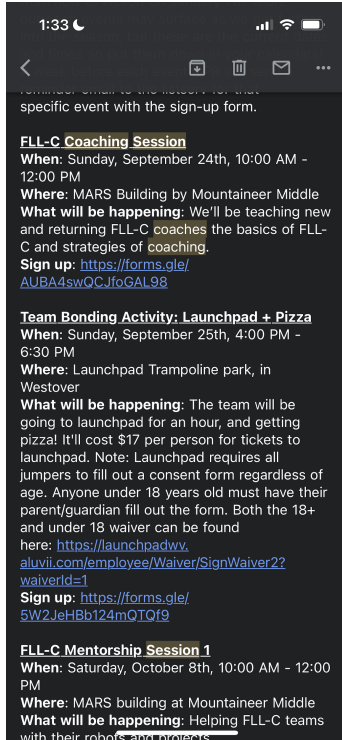 1:33
reminder email to the listserv for that
specific event with the sign-up form.
FLL-C Coaching Session
When: Sunday, September 24th, 10:00 AM -
12:00 PM
Where: MARS Building by Mountaineer Middle
What will be happening: We'll be teaching new
and returning FLL-C coaches the basics of FLL-
C and strategies of coaching.
Sign up: https://forms.gle/
AUBA4swQCJfoGAL98
Team Bonding Activity: Launchpad + Pizza
When: Sunday, September 25th, 4:00 PM -
6:30 PM
Where: Launchpad Trampoline park, in
Westover
What will be happening: The team will be
going to launchpad for an hour, and getting
pizza! It'll cost $17 per person for tickets to
launchpad. Note: Launchpad requires all
jumpers to fill out a consent form regardless of
age. Anyone under 18 years old must have their
parent/guardian fill out the form. Both the 18+
and under 18 waiver can be found
here: https://launchpadwv.
aluvii.com/employee/Waiver/SignWaiver2?
waiverId=1
Sign up: https://forms.gle/
5W2JeHBb124mQTQf9
FLL-C Mentorship Session 1
When: Saturday, October 8th, 10:00 AM - 12:00
PM
Where: MARS building at Mountaineer Middle
What will be happening: Helping FLL-C teams
with their robots and projects